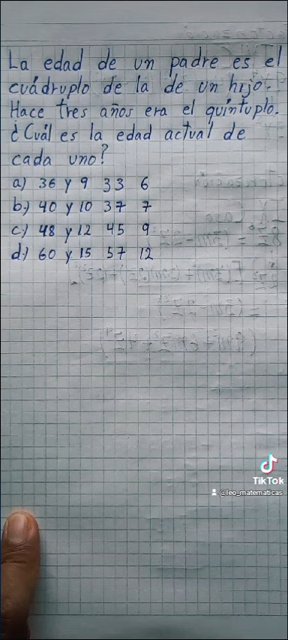 La edad de un padre es el
cuádruplo de la de un hijo.
Hace tres años era el quíntuplo.
¿Cuál es la edad actual de
cada uno?
a) 36 y 9 33 6
b) 40 y 10 37 7
c) 48 y 12 45 9
d) 60 y 15 57 12
TikTok
@leo_matematicas